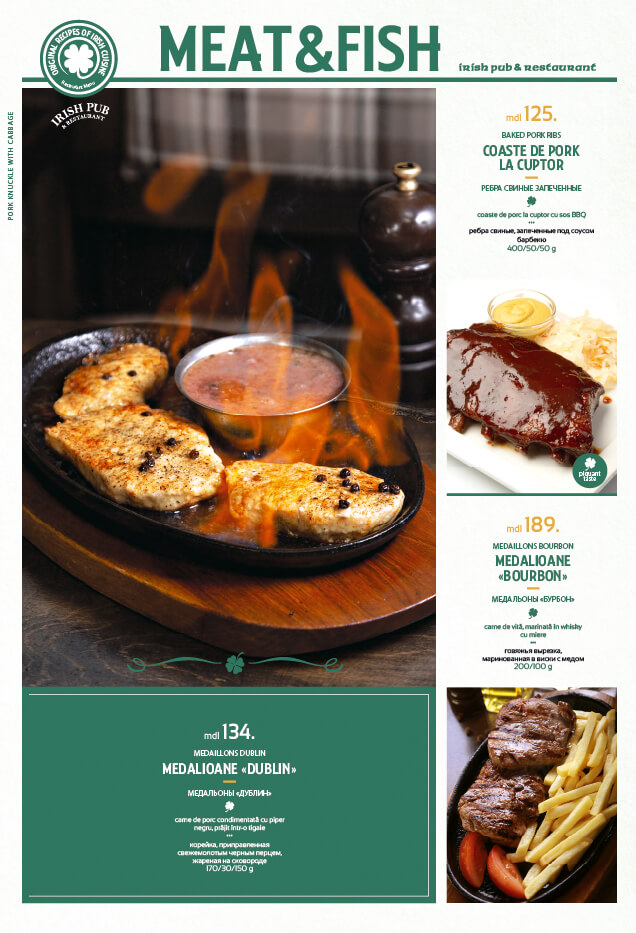 ORIGINAL RECIPES OF IRISH CUISINE
MEAT&FISH
irish pub & restaurant
PORK KNUCKLE WITH CABBAGE
IRISH PUB
& RESTAURANT
mdl 125.
BAKED PORK RIBS
COASTE DE PORK
LA CUPTOR
РЕБРА СВИНЫЕ ЗАПЕЧЕННЫЕ
coaste de porc la cuptor cu sos BBQ
ребра свиные, запеченные под соусом
барбекю
400/50/50 g
piquant
taste
mdl 189.
MEDAILLONS BOURBON
MEDALIOANE
«BOURBON»
МЕДАЛЬОНЫ «БУРБОН»
carne de vită, marinată in whisky
cu miere
говяжья вырезка,
маринованная в виски с медом
200/100 g
mdl 134.
MEDAILLONS DUBLIN
MEDALIOANE «DUBLIN»
МЕДАЛЬОНЫ «ДУБЛИН»
carne de porc condimentată cu piper
negru, prăjit într-o tigaie
корейка, приправленная
свежемолотым черным перцем,
жареная на сковороде
170/30/150 g